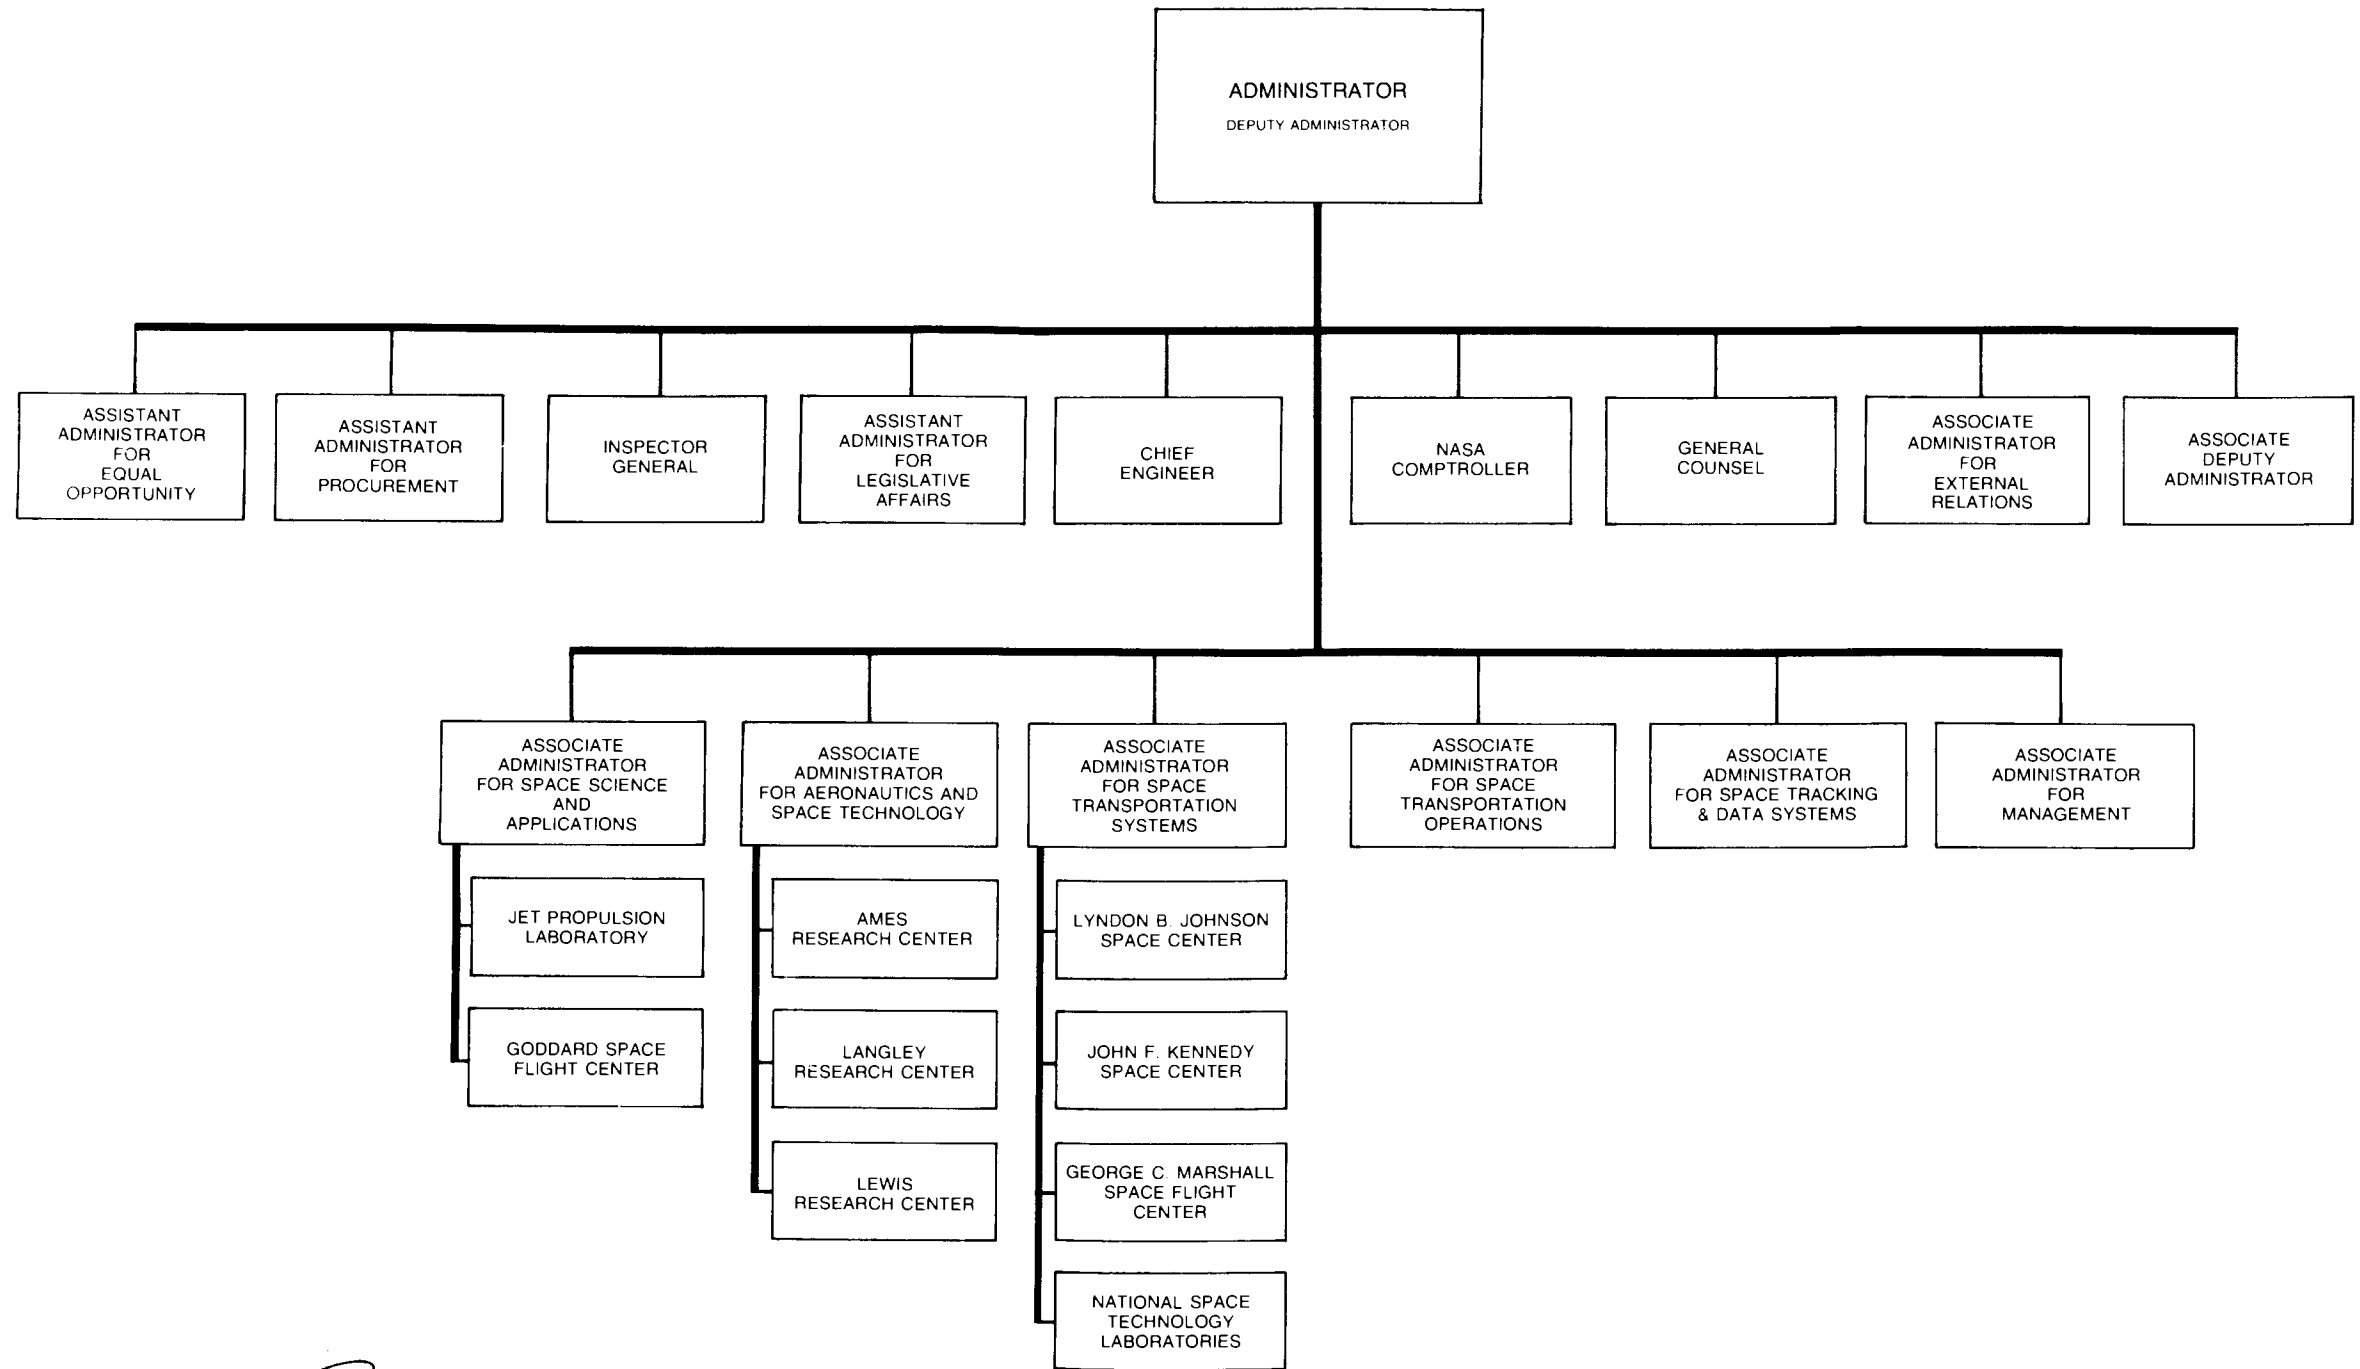 ADMINISTRATOR
DEPUTY ADMINISTRATOR
ASSISTANT
ADMINISTRATOR
FOR
EQUAL
OPPORTUNITY
ASSISTANT
ADMINISTRATOR
FOR
PROCUREMENT
INSPECTOR
GENERAL
ASSISTANT
ADMINISTRATOR
FOR
LEGISLATIVE
AFFAIRS
CHIEF
ENGINEER
NASA
COMPTROLLER
GENERAL
COUNSEL
ASSOCIATE
ADMINISTRATOR
FOR
EXTERNAL
RELATIONS
ASSOCIATE
DEPUTY
ADMINISTRATOR
ASSOCIATE
ADMINISTRATOR
FOR SPACE SCIENCE
AND
APPLICATIONS
JET PROPULSION
LABORATORY
GODDARD SPACE
FLIGHT CENTER
ASSOCIATE
ADMINISTRATOR
FOR AERONAUTICS AND
SPACE TECHNOLOGY
AMES
RESEARCH CENTER
LANGLEY
RESEARCH CENTER
LEWIS
RESEARCH CENTER
ASSOCIATE
ADMINISTRATOR
FOR SPACE
TRANSPORTATION
SYSTEMS
LYNDON B. JOHNSON
SPACE CENTER
JOHN F. KENNEDY
SPACE CENTER
GEORGE C. MARSHALL
SPACE FLIGHT
CENTER
NATIONAL SPACE
TECHNOLOGY
LABORATORIES
ASSOCIATE
ADMINISTRATOR
FOR SPACE
TRANSPORTATION
OPERATIONS
ASSOCIATE
ADMINISTRATOR
FOR SPACE TRACKING
& DATA SYSTEMS
ASSOCIATE
ADMINISTRATOR
FOR
MANAGEMENT